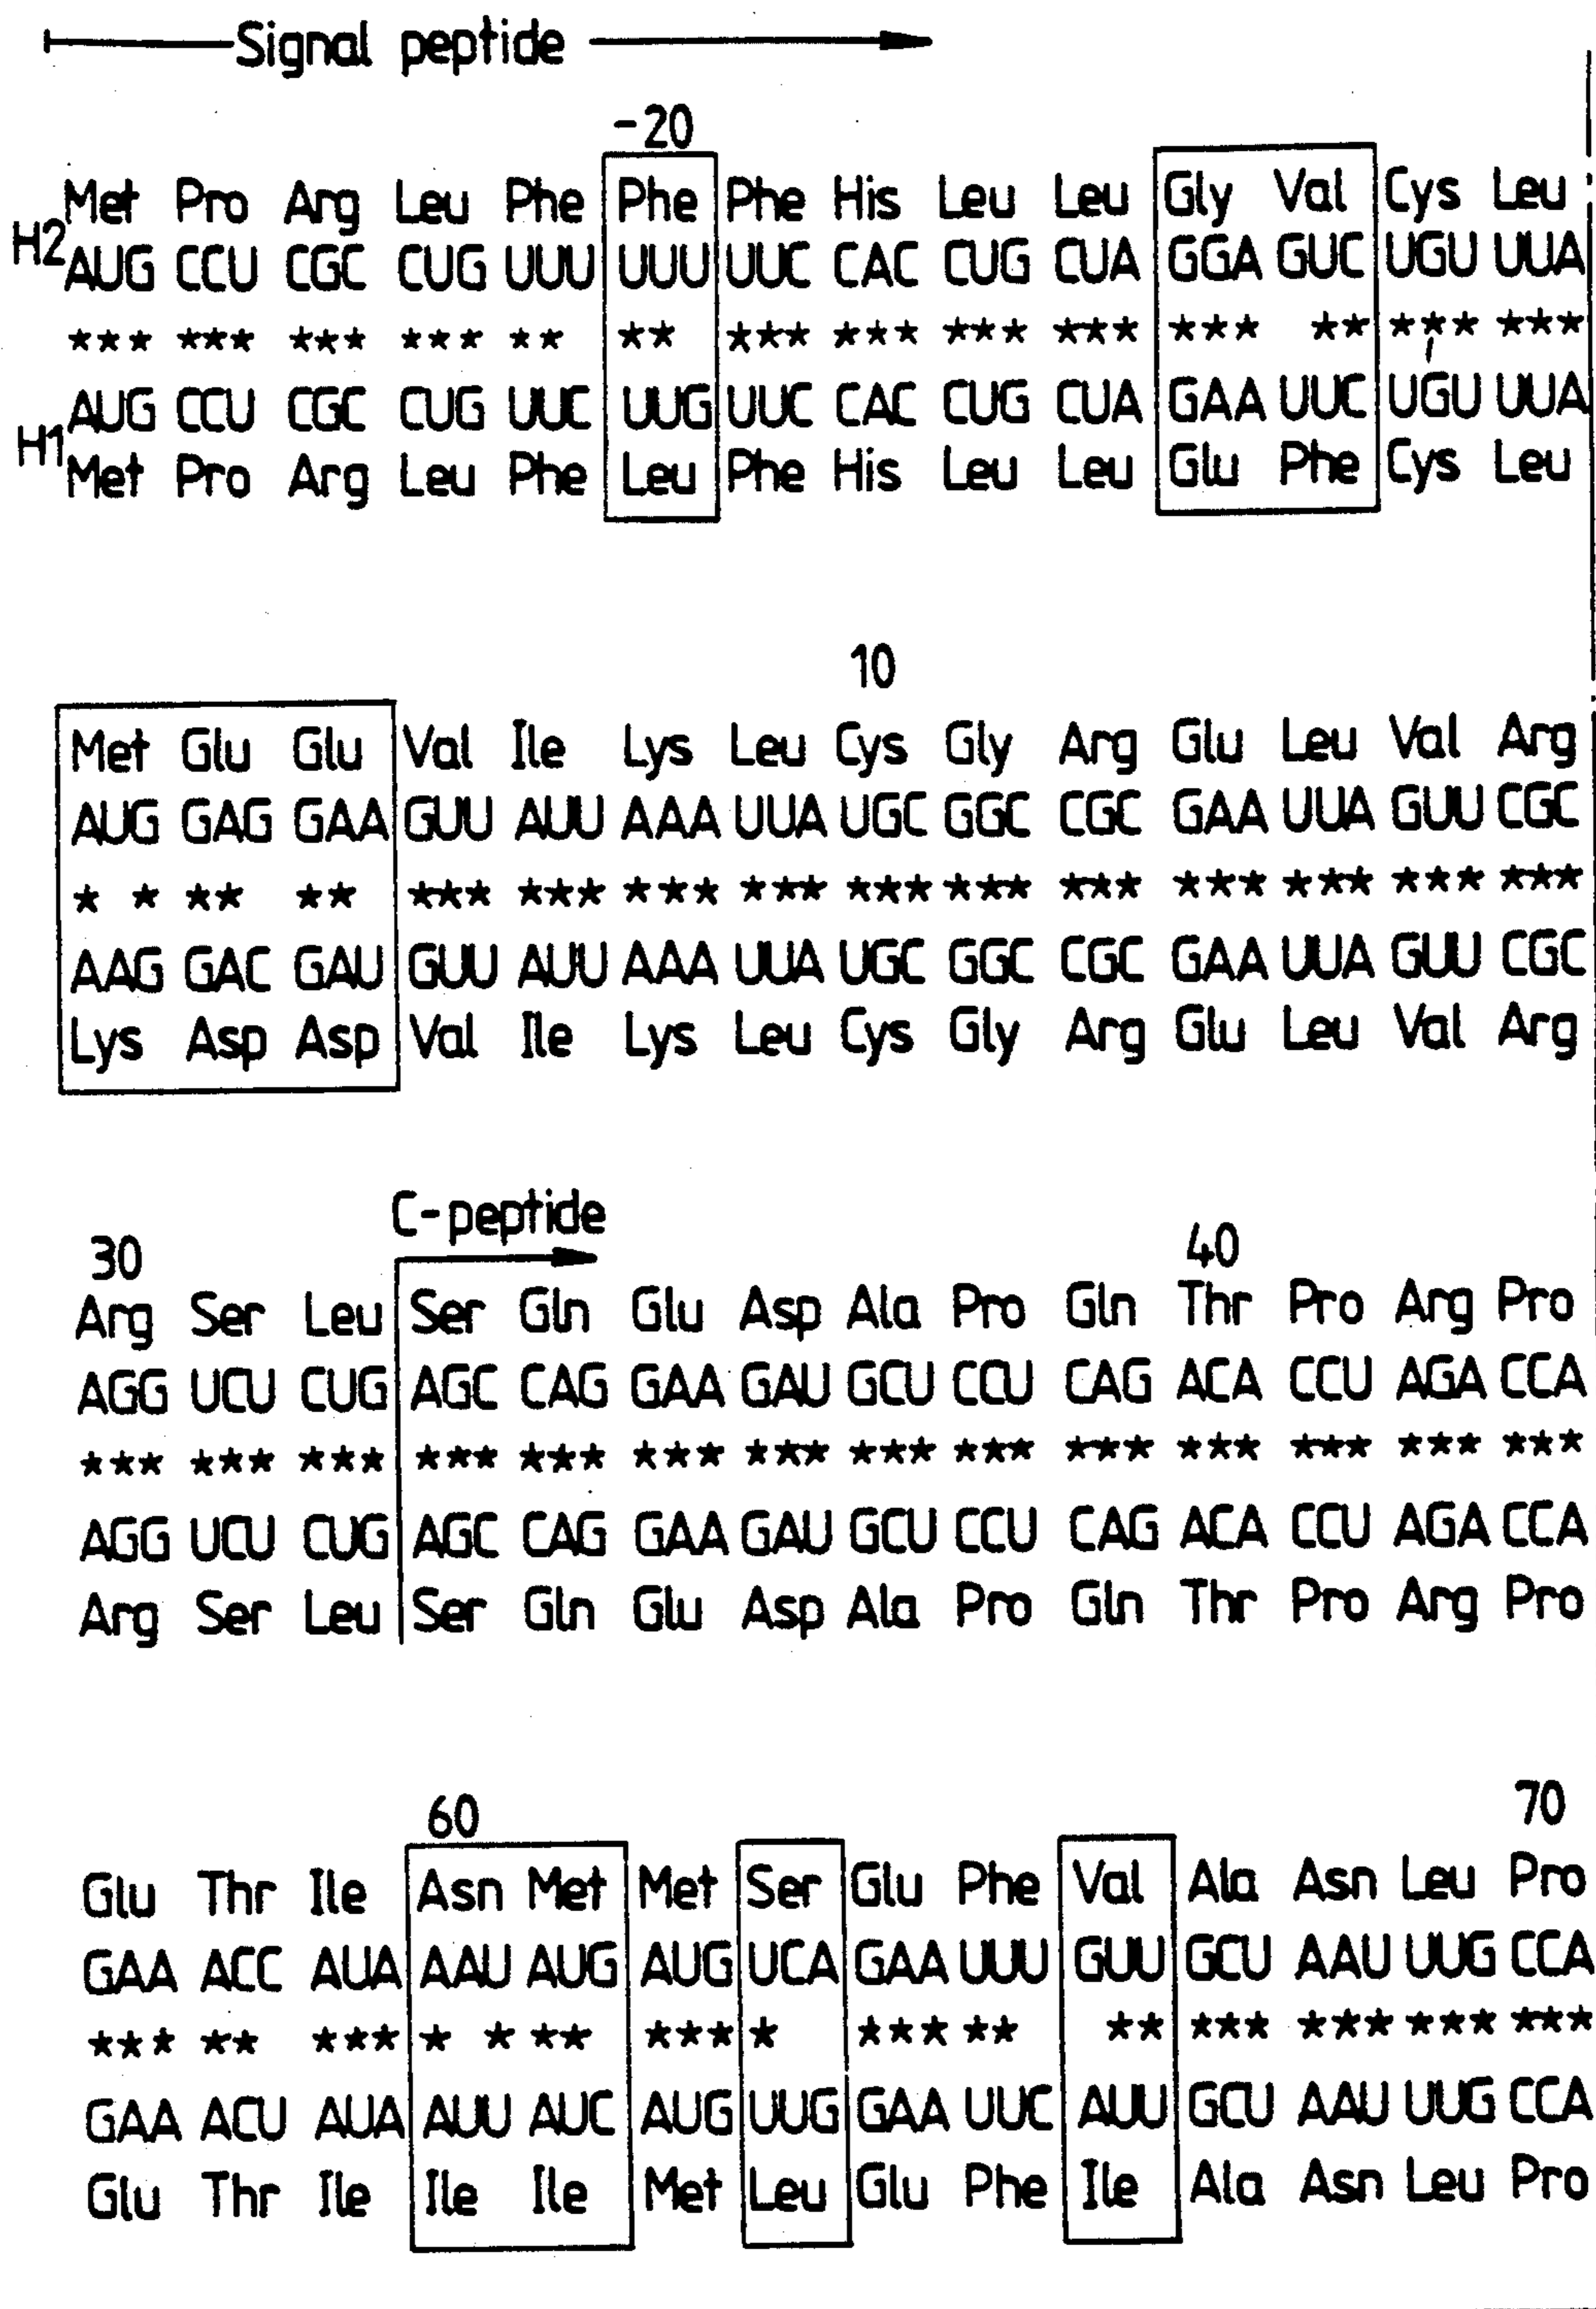 Signal peptide
-20
Met Pro Arg Leu Phe Phe Phe His Leu Leu Gly Val Cys Leu
H2 AUG CCU CGC CUG UUU UUU UUC CAC CUG CUA GGA GUC UGU UUA
*** *** *** *** ** ** *** *** *** *** *** ** *** ***
H1 AUG CCU CGC CUG UUC UUG UUC CAC CUG CUA GAA UUC UGU UUA
Met Pro Arg Leu Phe Leu Phe His Leu Leu Glu Phe Cys Leu
10
Met Glu Glu Val Ile Lys Leu Cys Gly Arg Glu Leu Val Arg
AUG GAG GAA GUU AUU AAA UUA UGC GGC CGC GAA UUA GUU CGC
* * ** ** *** *** *** *** *** *** *** *** *** *** ***
AAG GAC GAU GUU AUU AAA UUA UGC GGC CGC GAA UUA GUU CGC
Lys Asp Asp Val Ile Lys Leu Cys Gly Arg Glu Leu Val Arg
C-peptide
30 40
Arg Ser Leu Ser Gln Glu Asp Ala Pro Gln Thr Pro Arg Pro
AGG UCU CUG AGC CAG GAA GAU GCU CCU CAG ACA CCU AGA CCA
*** *** *** *** *** *** *** *** *** *** *** *** *** ***
AGG UCU CUG AGC CAG GAA GAU GCU CCU CAG ACA CCU AGA CCA
Arg Ser Leu Ser Gln Glu Asp Ala Pro Gln Thr Pro Arg Pro
60 70
Glu Thr Ile Asn Met Met Ser Glu Phe Val Ala Asn Leu Pro
GAA ACC AUA AAU AUG AUG UCA GAA UUU GUU GCU AAU UUG CCA
*** ** *** * * ** *** * *** ** ** *** *** *** ***
GAA ACU AUA AUU AUC AUG UUG GAA UUC AUU GCU AAU UUG CCA
Glu Thr Ile Ile Ile Met Leu Glu Phe Ile Ala Asn Leu Pro